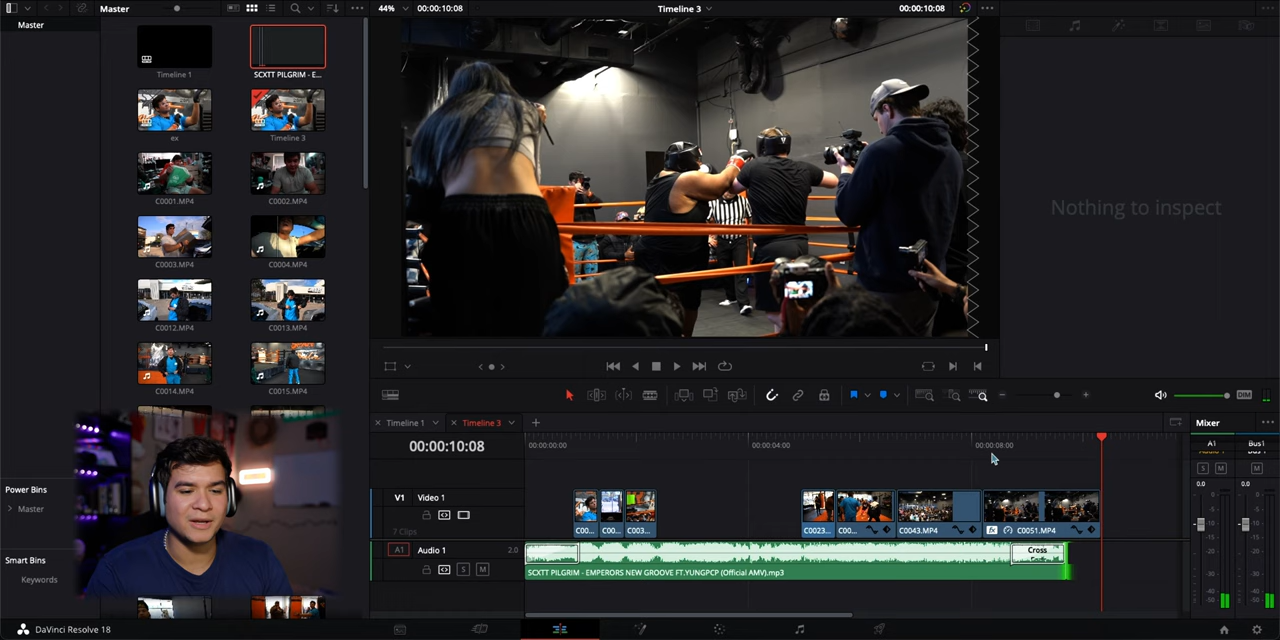 Master
44%
00:00:10:08
Timeline 3
00:00:10:08
Master
Timeline 1
SCXTT PILGRIM - E...
ex
Timeline 3
C0001.MP4
C0002.MP4
C0003.MP4
C0004.MP4
C0012.MP4
C0013.MP4
C0014.MP4
C0015.MP4
Nothing to inspect
DIM
Timeline 1
Timeline 3
Mixer
00:00:10:08
00:00:00:00
00:00:04:00
00:00:08:00
A1
Bus1
Audio 1
Bus 1
S
M
M
0.0
0.0
V1
Video 1
7 Clips
C00...
C00...
C003...
C0023...
C00...
C0043.MP4
C0051.MP4
A1
Audio 1
2.0
S
M
Cross
SCXTT PILGRIM - EMPERORS NEW GROOVE FT.YUNGPCP (Official AMV).mp3
Power Bins
Master
Smart Bins
Keywords
DaVinci Resolve 18